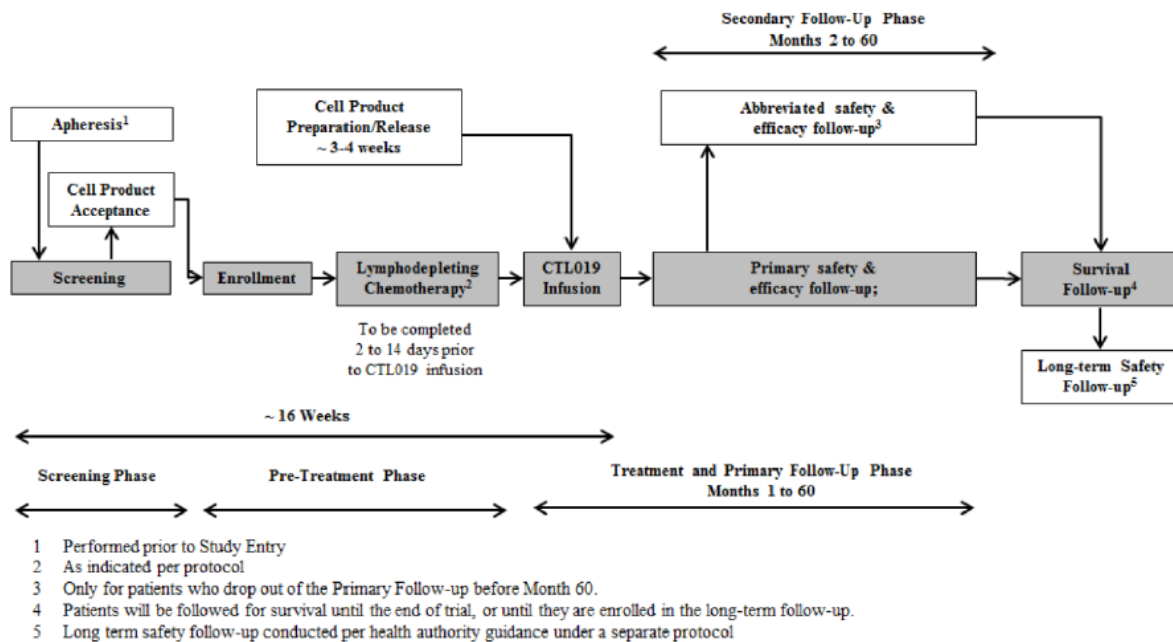 Secondary Follow-Up Phase
Months 2 to 60
Apheresis1
Cell Product
Preparation/Release
~ 3-4 weeks
Abbreviated safety &
efficacy follow-up3
Cell Product
Acceptance
Screening
Enrollment
Lymphodepleting
Chemotherapy2
CTL019
Infusion
Primary safety &
efficacy follow-up;
Survival
Follow-up4
To be completed
2 to 14 days prior
to CTL019 infusion
Long-term Safety
Follow-up5
~ 16 Weeks
Screening Phase
Pre-Treatment Phase
Treatment and Primary Follow-Up Phase
Months 1 to 60
1 Performed prior to Study Entry
2 As indicated per protocol
3 Only for patients who drop out of the Primary Follow-up before Month 60.
4 Patients will be followed for survival until the end of trial, or until they are enrolled in the long-term follow-up.
5 Long term safety follow-up conducted per health authority guidance under a separate protocol